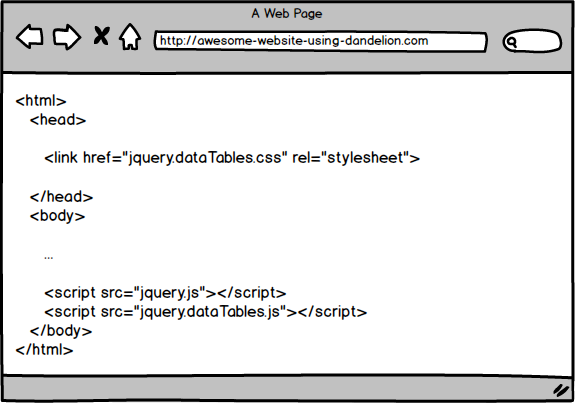 A Web Page
http://awesome-website-using-dandelion.com
<html>
<head>
<link href="jquery.dataTables.css" rel="stylesheet">
</head>
<body>
...
<script src="jquery.js"></script>
<script src="jquery.dataTables.js"></script>
</body>
</html>